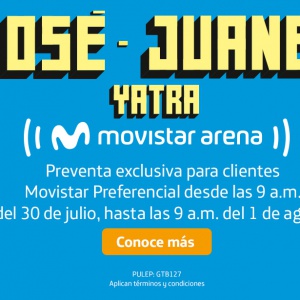 OSÉ - JUANE
YATRA
movistar arena
Preventa exclusiva para clientes
Movistar Preferencial desde las 9 a.m.
del 30 de julio, hasta las 9 a.m. del 1 de ag
Conoce más
PULEP: GTB127
Aplican términos y condiciones